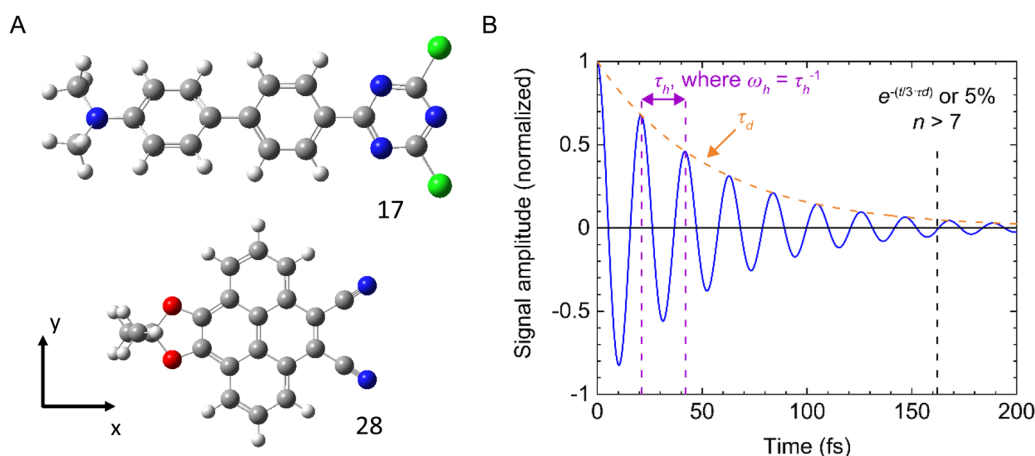 A
17
28
y
x
B
Signal amplitude (normalized)
1
0.5
0
-0.5
-1
τh, where ωh = τh⁻¹
τd
e-(t/3·τd) or 5%
n > 7
0
50
100
150
200
Time (fs)